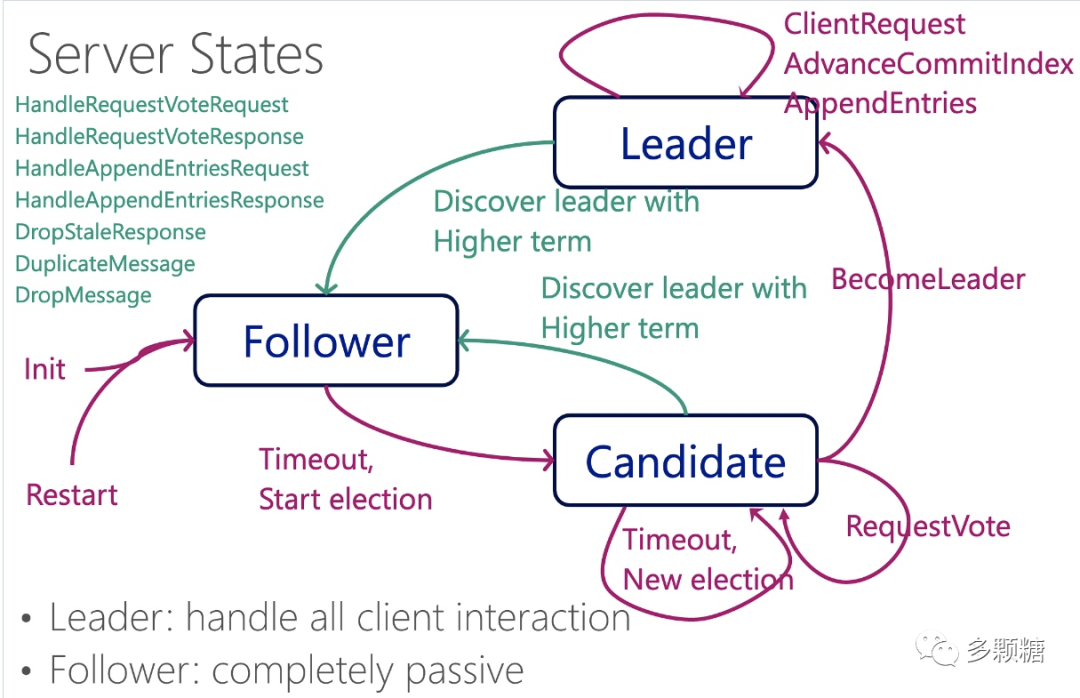 Server States
HandleRequestVoteRequest
HandleRequestVoteResponse
HandleAppendEntriesRequest
HandleAppendEntriesResponse
DropStaleResponse
DuplicateMessage
DropMessage
ClientRequest
AdvanceCommitIndex
AppendEntries
Leader
Discover leader with
Higher term
Discover leader with
Higher term
BecomeLeader
Follower
Init
Restart
Timeout,
Start election
Candidate
RequestVote
Timeout,
New election
• Leader: handle all client interaction
• Follower: completely passive
多颗糖